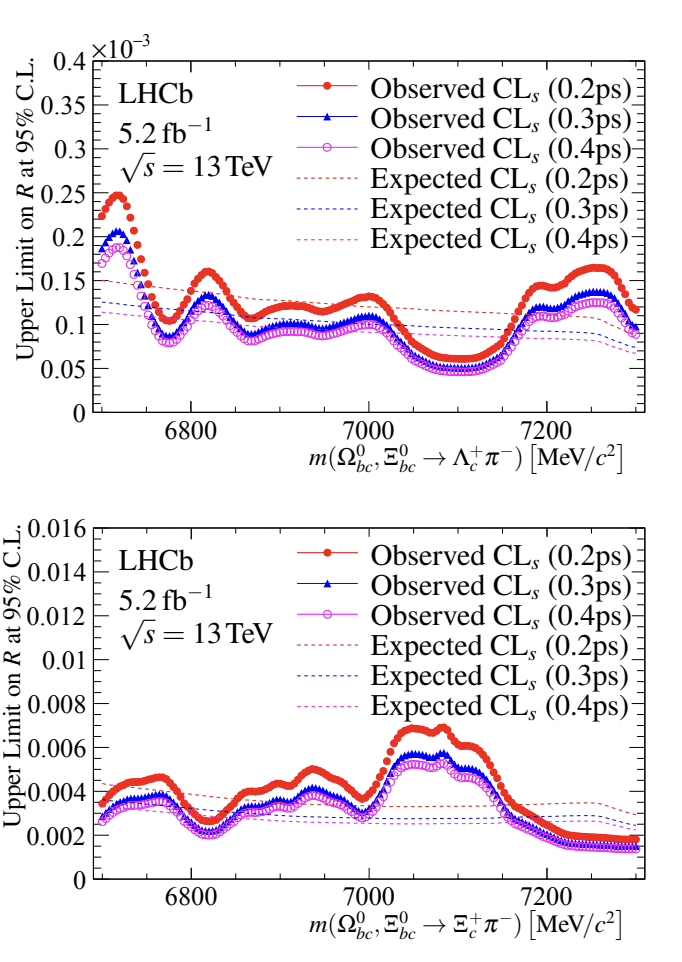 ×10⁻³
0.4
0.35
0.3
0.25
0.2
0.15
0.1
0.05
0
Upper Limit on R at 95% C.L.
LHCb
5.2 fb⁻¹
√s = 13 TeV
Observed CLₛ (0.2ps)
Observed CLₛ (0.3ps)
Observed CLₛ (0.4ps)
Expected CLₛ (0.2ps)
Expected CLₛ (0.3ps)
Expected CLₛ (0.4ps)
6800 7000 7200
m(Ω⁰_bc, Ξ⁰_bc → Λ⁺_c π⁻) [MeV/c²]
0.016
0.014
0.012
0.01
0.008
0.006
0.004
0.002
0
Upper Limit on R at 95% C.L.
LHCb
5.2 fb⁻¹
√s = 13 TeV
Observed CLₛ (0.2ps)
Observed CLₛ (0.3ps)
Observed CLₛ (0.4ps)
Expected CLₛ (0.2ps)
Expected CLₛ (0.3ps)
Expected CLₛ (0.4ps)
6800 7000 7200
m(Ω⁰_bc, Ξ⁰_bc → Ξ⁺_c π⁻) [MeV/c²]